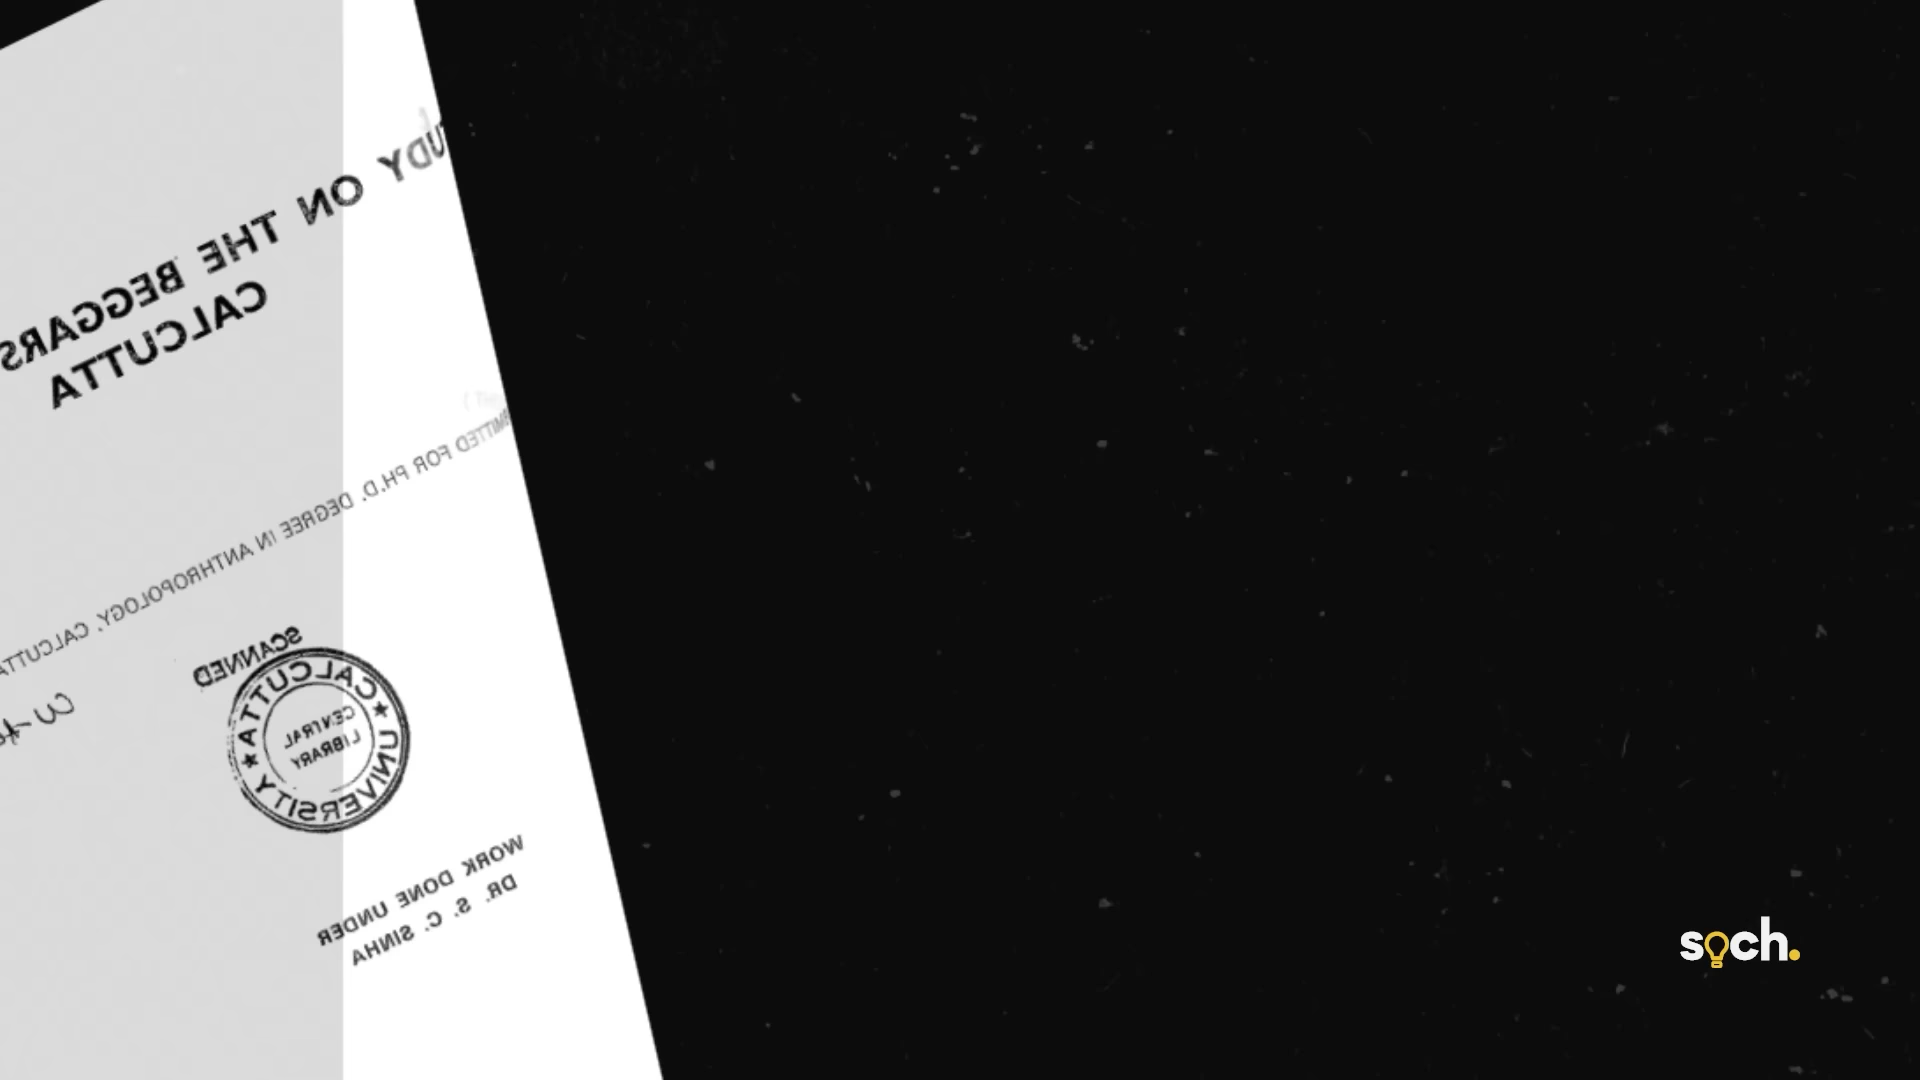 UDY ON THE BEGGARS
CALCUTTA
MITTED FOR PH.D. DEGREE IN ANTHROPOLOGY, CALCUTTA
SCANNED
CALCUTTA ★ UNIVERSITY ★
CENTRAL
LIBRARY
WORK DONE UNDER
DR. S. C. SINHA
soch.